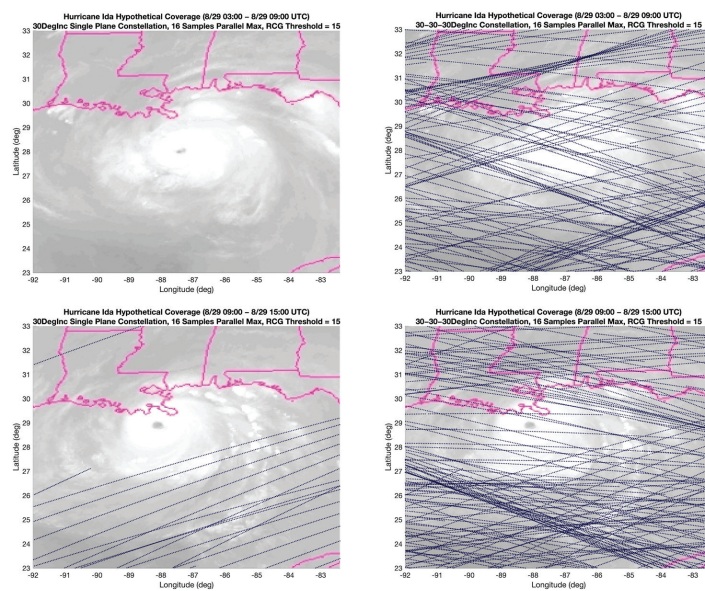 Hurricane Ida Hypothetical Coverage (8/29 03:00 – 8/29 09:00 UTC)
30DegInc Single Plane Constellation, 16 Samples Parallel Max, RCG Threshold = 15
33
32
31
30
29
28
27
26
25
24
23
Latitude (deg)
-92 -91 -90 -89 -88 -87 -86 -85 -84 -83
Longitude (deg)
Hurricane Ida Hypothetical Coverage (8/29 03:00 – 8/29 09:00 UTC)
30–30–30DegInc Constellation, 16 Samples Parallel Max, RCG Threshold = 15
33
32
31
30
29
28
27
26
25
24
23
Latitude (deg)
-92 -91 -90 -89 -88 -87 -86 -85 -84 -83
Longitude (deg)
Hurricane Ida Hypothetical Coverage (8/29 09:00 – 8/29 15:00 UTC)
30DegInc Single Plane Constellation, 16 Samples Parallel Max, RCG Threshold = 15
33
32
31
30
29
28
27
26
25
24
23
Latitude (deg)
-92 -91 -90 -89 -88 -87 -86 -85 -84 -83
Longitude (deg)
Hurricane Ida Hypothetical Coverage (8/29 09:00 – 8/29 15:00 UTC)
30–30–30DegInc Constellation, 16 Samples Parallel Max, RCG Threshold = 15
33
32
31
30
29
28
27
26
25
24
23
Latitude (deg)
-92 -91 -90 -89 -88 -87 -86 -85 -84 -83
Longitude (deg)